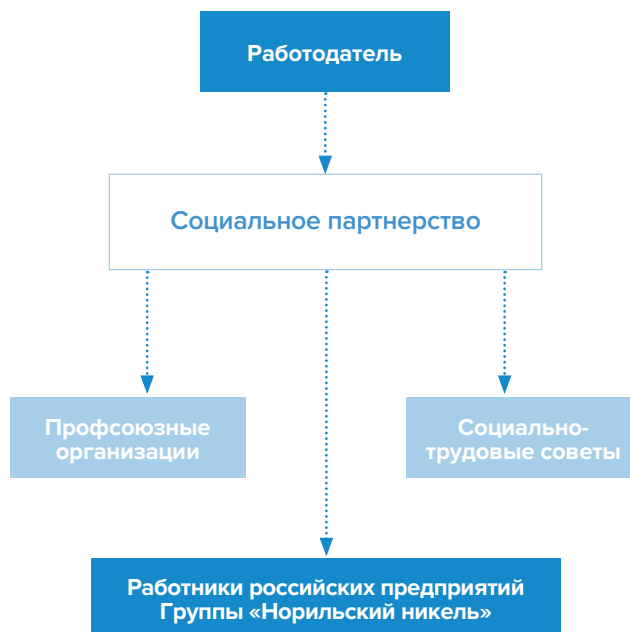 Работодатель
Социальное партнерство
Профсоюзные
организации
Социально-
трудовые советы
Работники российских предприятий
Группы «Норильский никель»